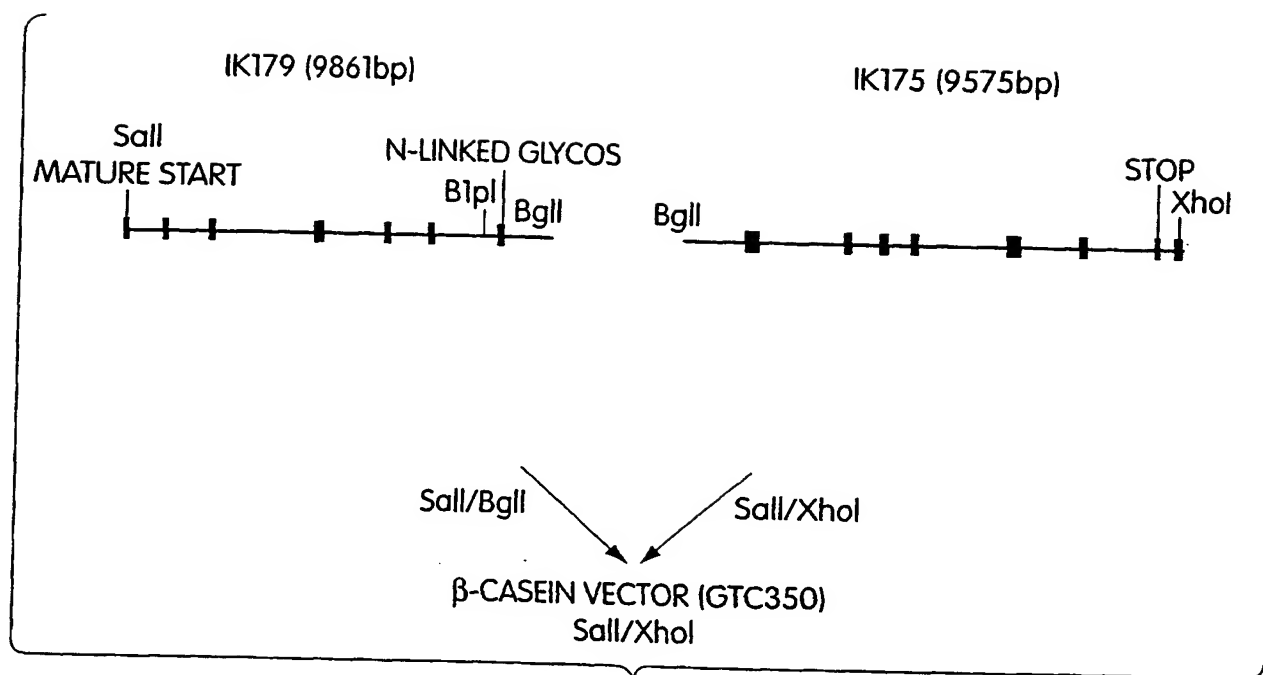 IK179 (9861bp)
IK175 (9575bp)
SalI
MATURE START
N-LINKED GLYCOS
B1pI
BglI
BglI
STOP
XhoI
SalI/BglI
SalI/XhoI
β-CASEIN VECTOR (GTC350)
SalI/XhoI